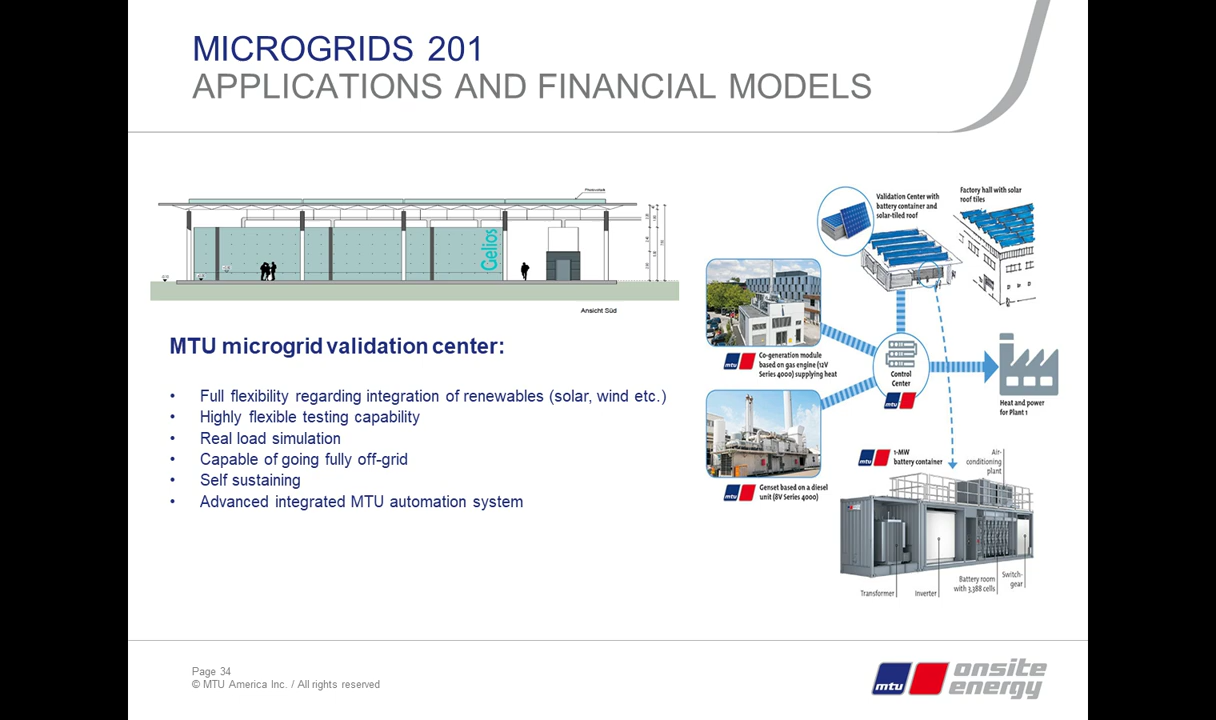 MICROGRIDS 201
APPLICATIONS AND FINANCIAL MODELS
Gelios
Ansicht Süd
MTU microgrid validation center:
• Full flexibility regarding integration of renewables (solar, wind etc.)
• Highly flexible testing capability
• Real load simulation
• Capable of going fully off-grid
• Self sustaining
• Advanced integrated MTU automation system
Validation Center with
battery container and
solar-tiled roof
Factory hall with solar
roof tiles
mtu
Co-generation module
based on gas engine (12V
Series 4000) supplying heat
Control
Center
mtu
Heat and power
for Plant 1
mtu
Genset based on a diesel
unit (8V Series 4000)
mtu
1-MW
battery container
Air-
conditioning
plant
Transformer
Inverter
Battery room
with 3,388 cells
Switch-
gear
Page 34
© MTU America Inc. / All rights reserved
mtu
onsite
energy